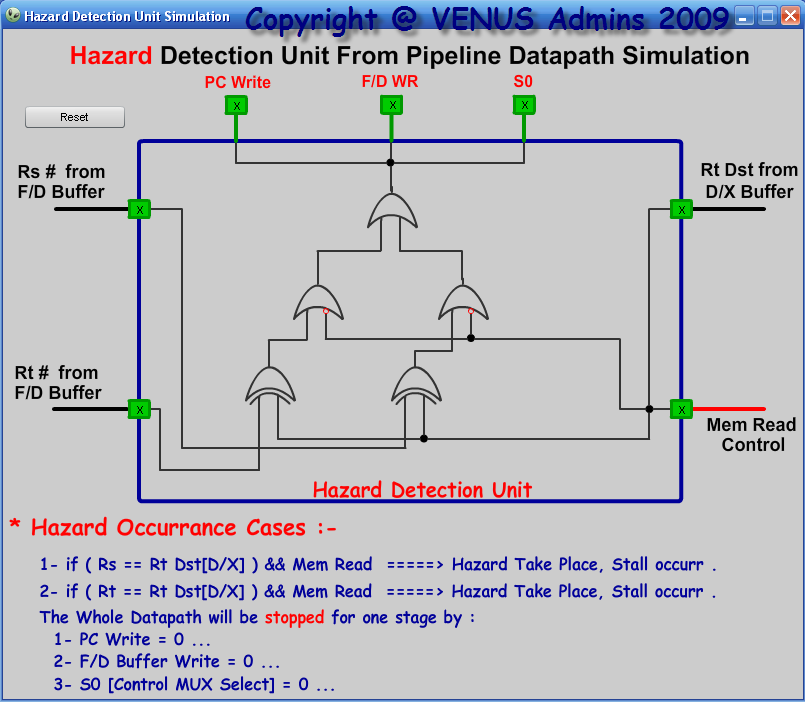 Hazard Detection Unit Simulation
Copyright @ VENUS Admins 2009
Hazard Detection Unit From Pipeline Datapath Simulation
PC Write
F/D WR
S0
X
X
X
Reset
Rs # from
F/D Buffer
X
Rt Dst from
D/X Buffer
X
Rt # from
F/D Buffer
X
X
Mem Read
Control
Hazard Detection Unit
* Hazard Occurrance Cases :-
1- if ( Rs == Rt Dst[D/X] ) && Mem Read =====> Hazard Take Place, Stall occurr .
2- if ( Rt == Rt Dst[D/X] ) && Mem Read =====> Hazard Take Place, Stall occurr .
The Whole Datapath will be stopped for one stage by :
1- PC Write = 0 ...
2- F/D Buffer Write = 0 ...
3- S0 [Control MUX Select] = 0 ...